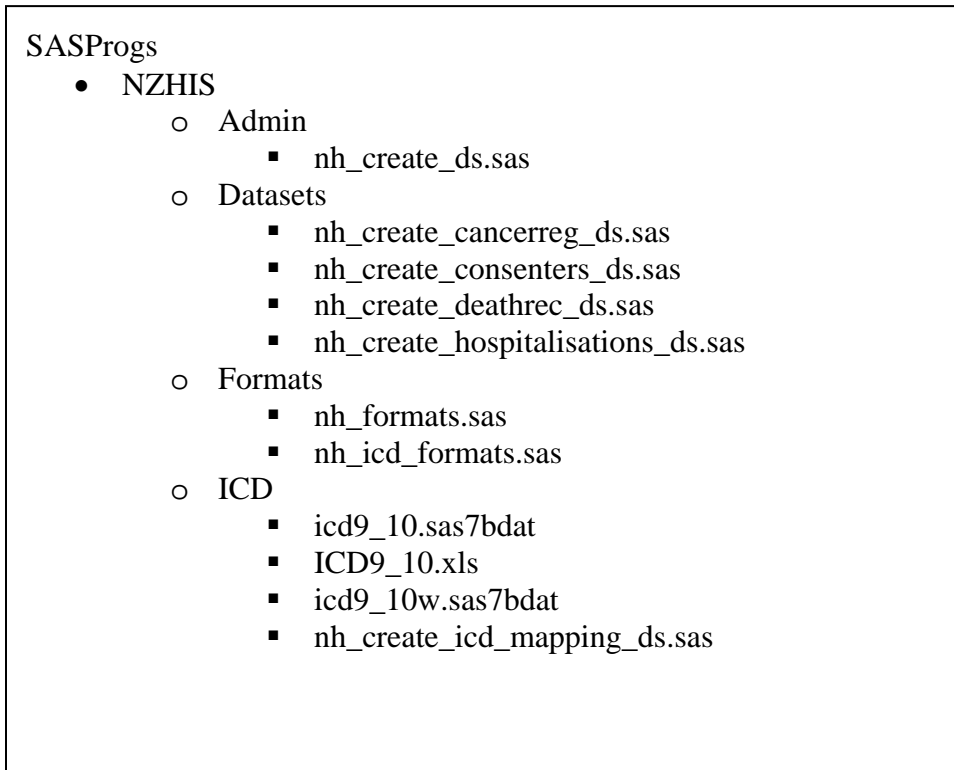 SASProgs
• NZHIS
o Admin
▪ nh_create_ds.sas
o Datasets
▪ nh_create_cancerreg_ds.sas
▪ nh_create_consenters_ds.sas
▪ nh_create_deathrec_ds.sas
▪ nh_create_hospitalisations_ds.sas
o Formats
▪ nh_formats.sas
▪ nh_icd_formats.sas
o ICD
▪ icd9_10.sas7bdat
▪ ICD9_10.xls
▪ icd9_10w.sas7bdat
▪ nh_create_icd_mapping_ds.sas